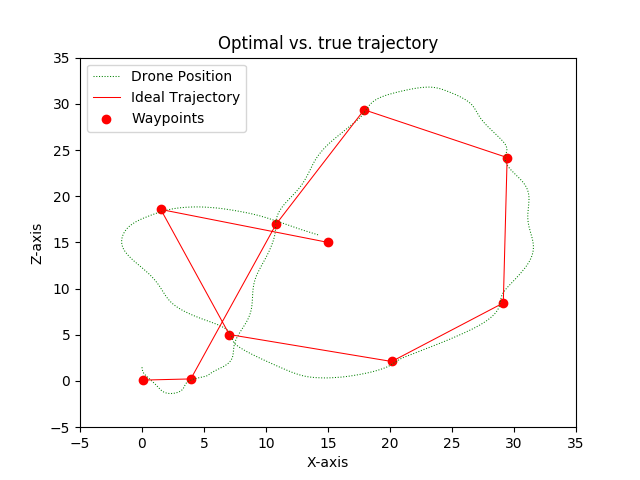 Optimal vs. true trajectory
Drone Position
Ideal Trajectory
Waypoints
Z-axis
35
30
25
20
15
10
5
0
−5
−5 0 5 10 15 20 25 30 35
X-axis